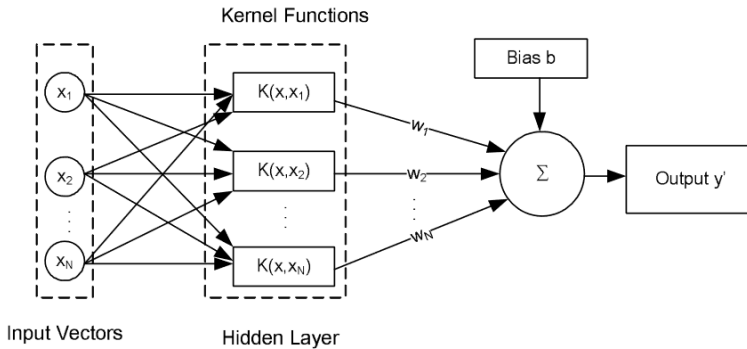 Kernel Functions
Bias b
x1
K(x,x1)
w1
x2
K(x,x2)
w2
Σ
Output y'
xN
K(x,xN)
wN
Input Vectors
Hidden Layer